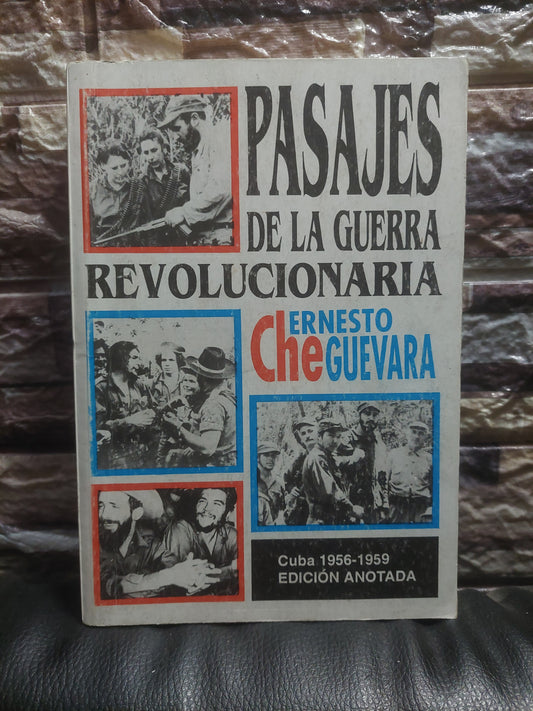 PASAJES
DE LA GUERRA
REVOLUCIONARIA
ERNESTO
Che GUEVARA
Cuba 1956-1959
EDICIÓN ANOTADA